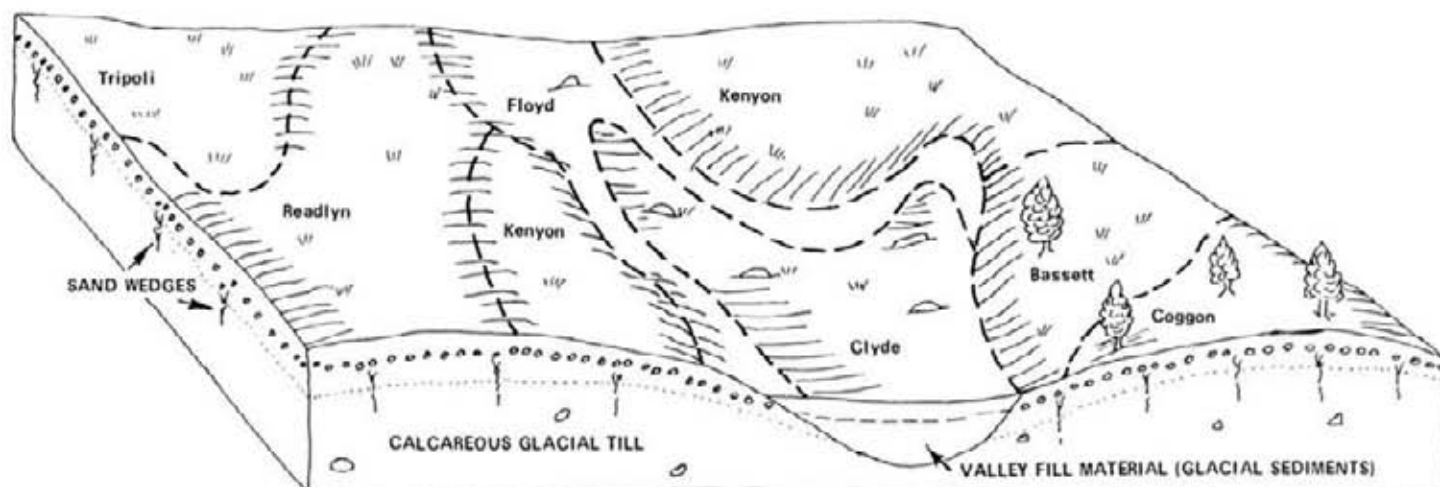 Tripoli
Floyd
Kenyon
Readlyn
Kenyon
SAND WEDGES
Bassett
Coggon
Clyde
CALCAREOUS GLACIAL TILL
VALLEY FILL MATERIAL (GLACIAL SEDIMENTS)